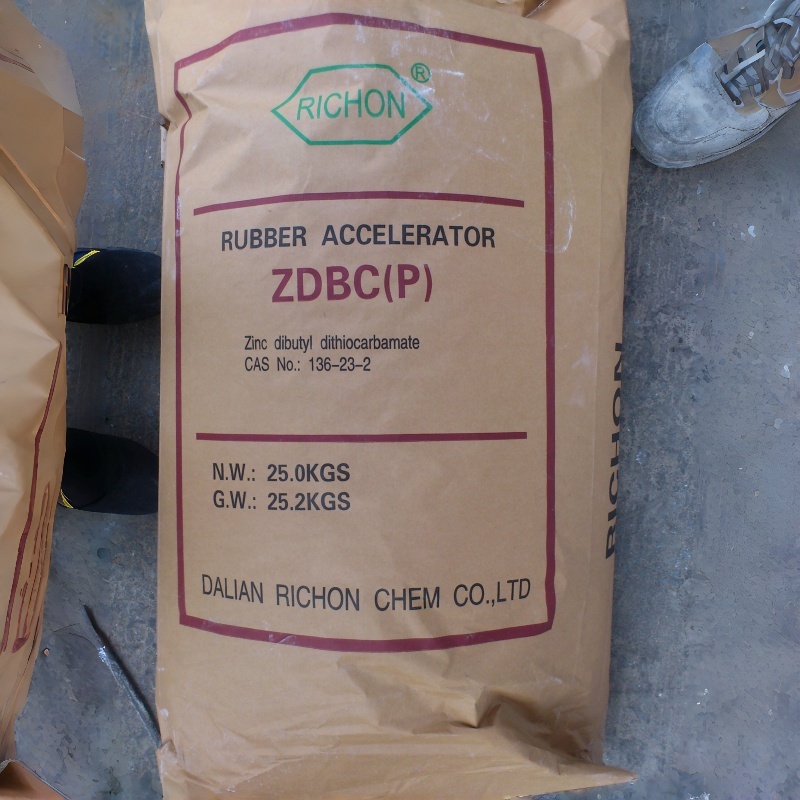 RICHON®
RUBBER ACCELERATOR
ZDBC(P)
Zinc dibutyl dithiocarbamate
CAS No.: 136-23-2
N.W.: 25.0KGS
G.W.: 25.2KGS
DALIAN RICHON CHEM CO.,LTD
RICHON